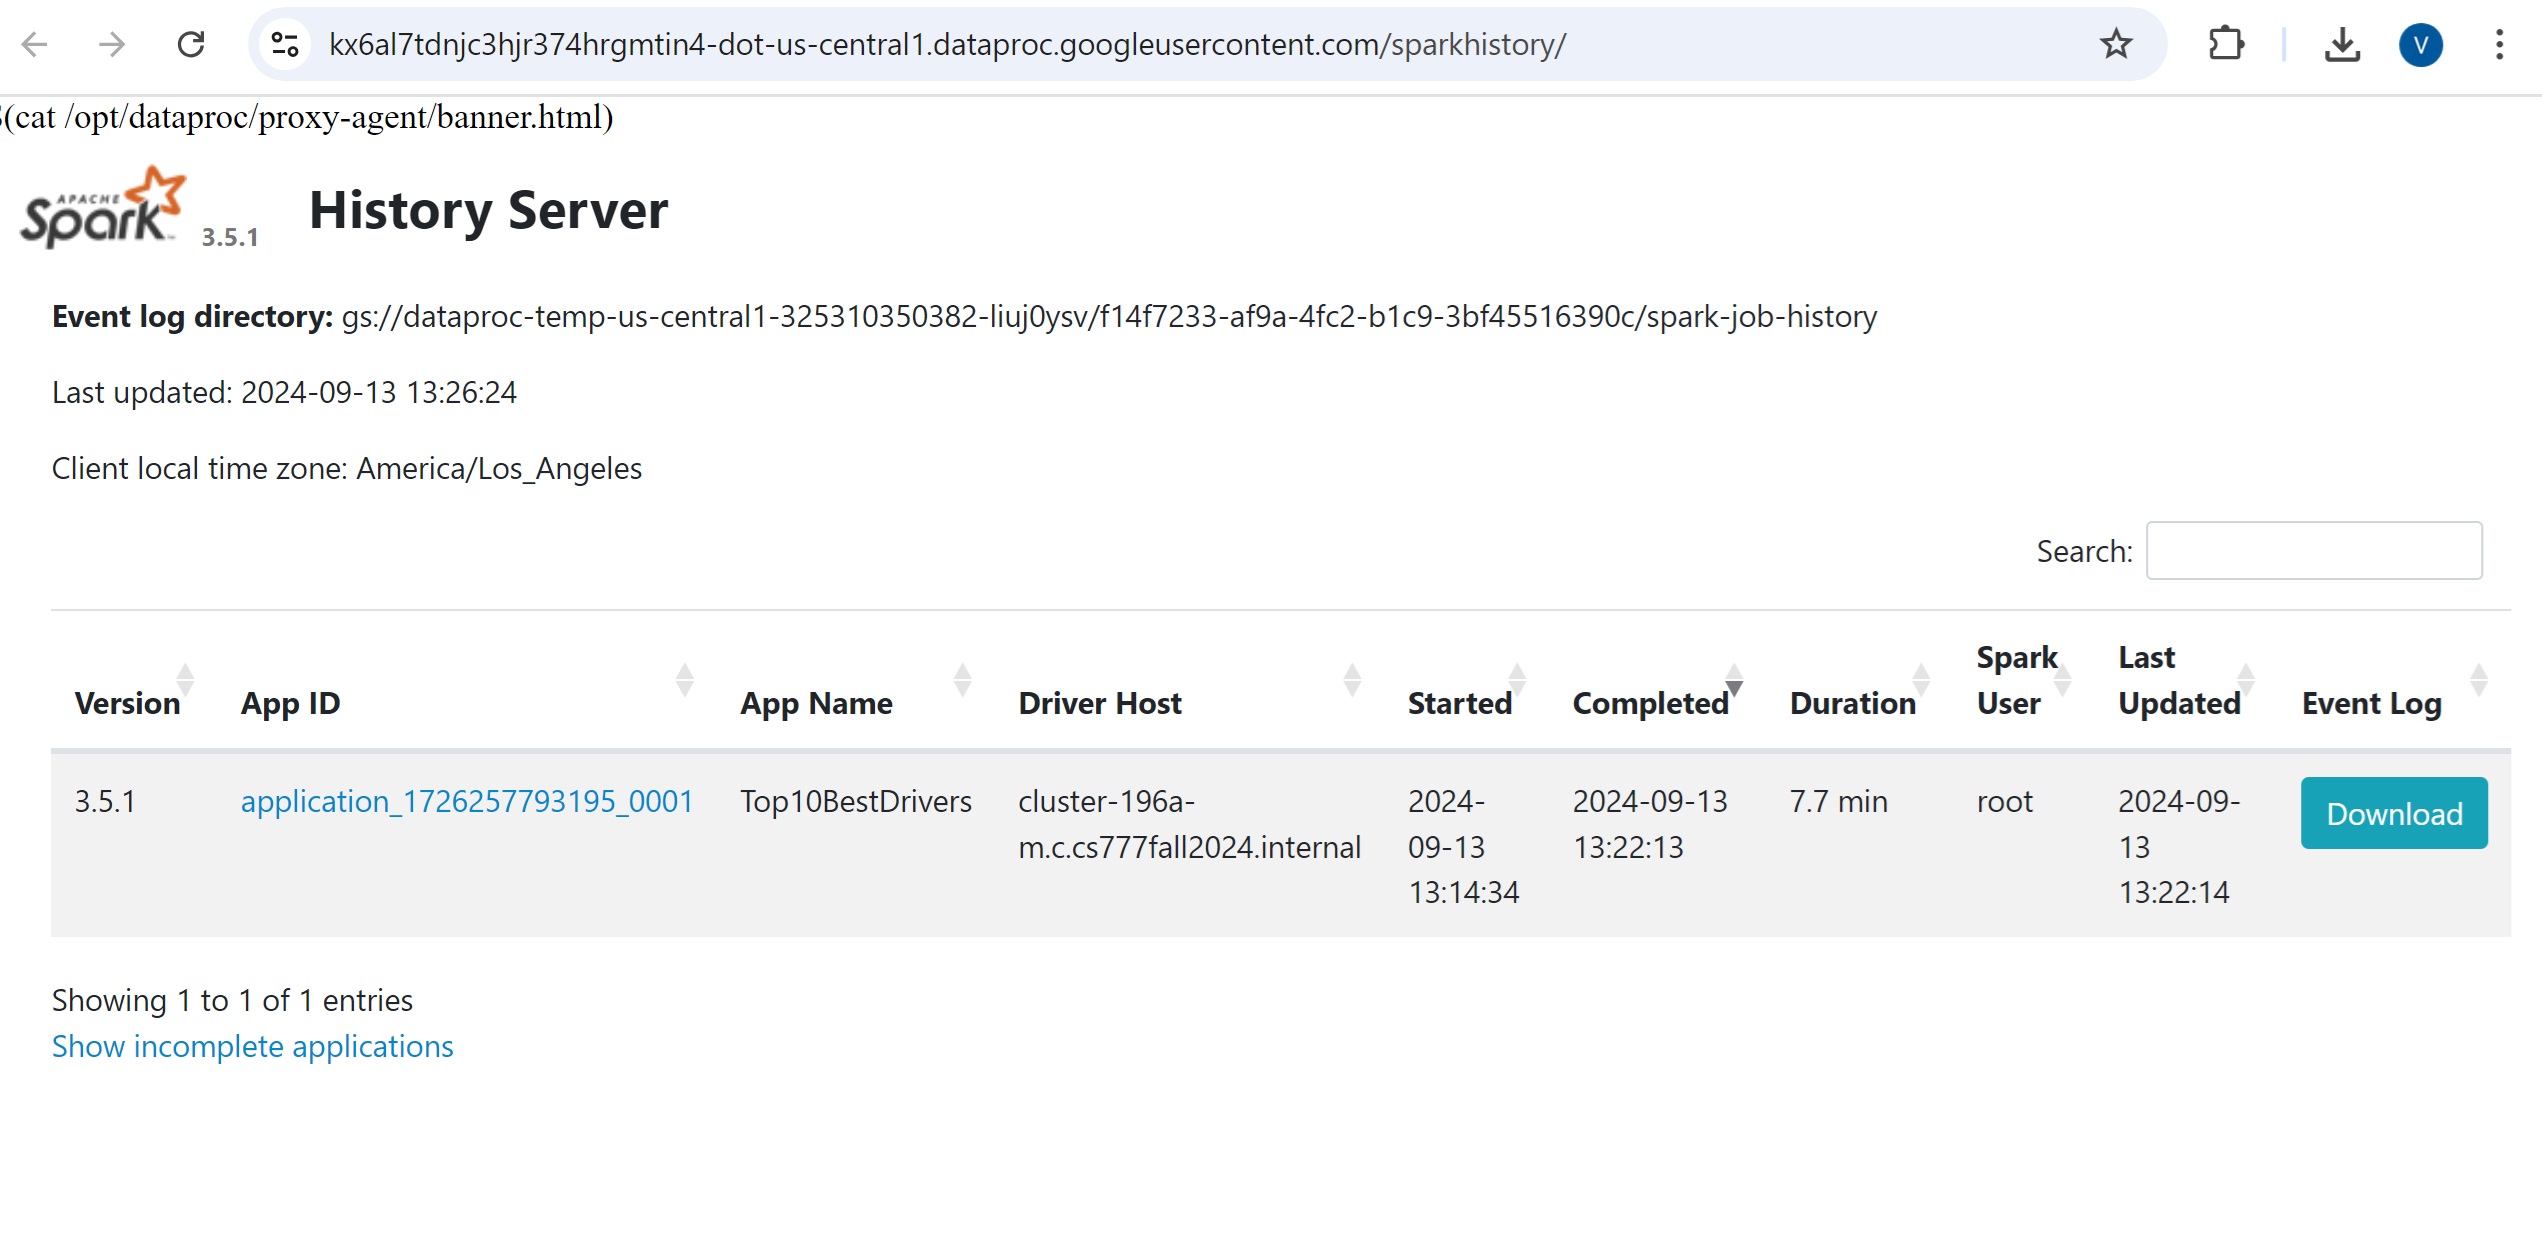 kx6al7tdnjc3hjr374hrgmtin4-dot-us-central1.dataproc.googleusercontent.com/sparkhistory/
V
(cat /opt/dataproc/proxy-agent/banner.html)
APACHE
Spark™ 3.5.1 History Server
Event log directory: gs://dataproc-temp-us-central1-325310350382-liuj0ysv/f14f7233-af9a-4fc2-b1c9-3bf45516390c/spark-job-history
Last updated: 2024-09-13 13:26:24
Client local time zone: America/Los_Angeles
Search:
Version App ID App Name Driver Host Started Completed Duration Spark User Last Updated Event Log
3.5.1 application_1726257793195_0001 Top10BestDrivers cluster-196a- 2024- 2024-09-13 7.7 min root 2024-09- Download
m.c.cs777fall2024.internal 09-13 13:22:13 13
13:14:34 13:22:14
Showing 1 to 1 of 1 entries
Show incomplete applications